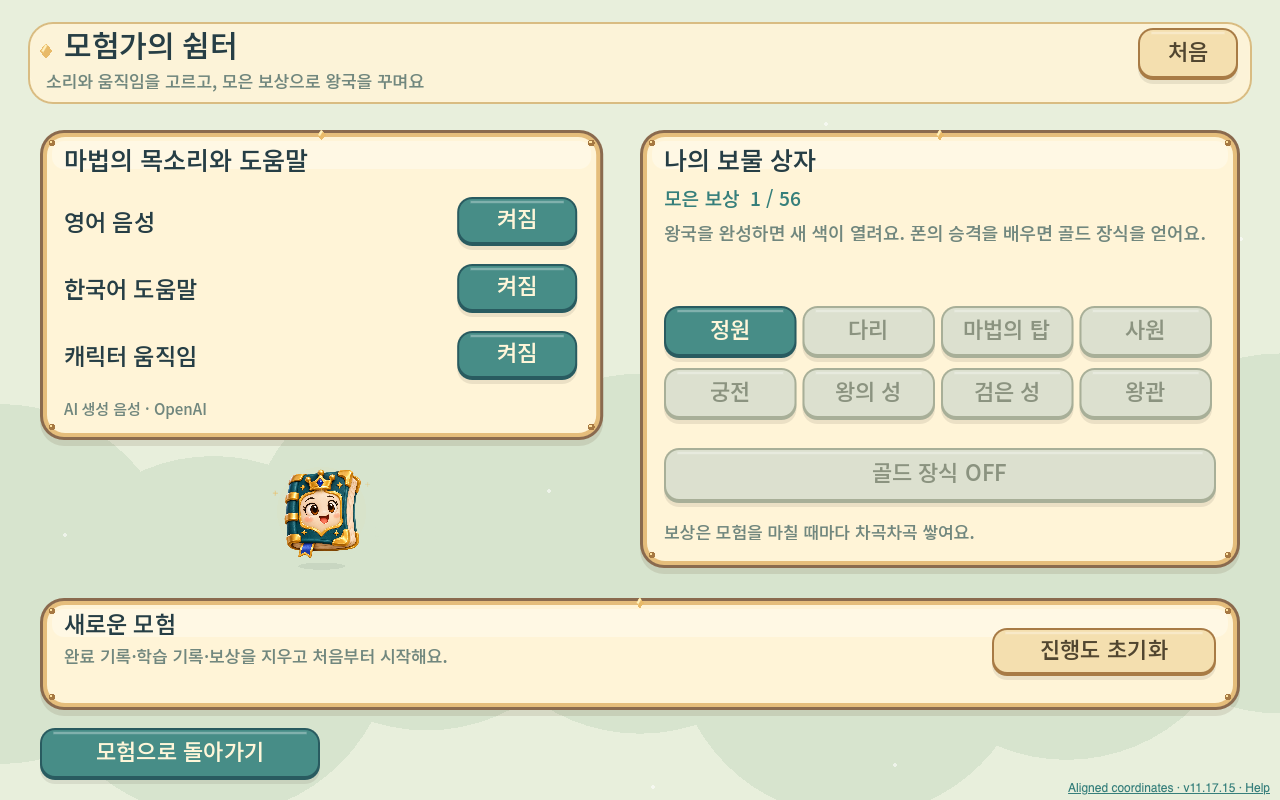 모험가의 쉼터
처음
소리와 움직임을 고르고, 모은 보상으로 왕국을 꾸며요
마법의 목소리와 도움말
영어 음성 켜짐
한국어 도움말 켜짐
캐릭터 움직임 켜짐
AI 생성 음성 · OpenAI
나의 보물 상자
모은 보상 1 / 56
왕국을 완성하면 새 색이 열려요. 폰의 승격을 배우면 골드 장식을 얻어요.
정원 다리 마법의 탑 사원
궁전 왕의 성 검은 성 왕관
골드 장식 OFF
보상은 모험을 마칠 때마다 차곡차곡 쌓여요.
새로운 모험
완료 기록·학습 기록·보상을 지우고 처음부터 시작해요.
진행도 초기화
모험으로 돌아가기
Aligned coordinates · v11.17.15 · Help